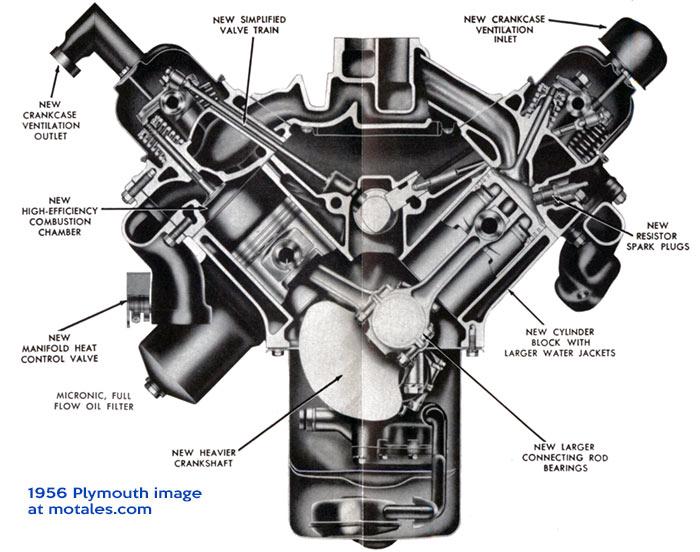 NEW SIMPLIFIED
VALVE TRAIN
NEW CRANKCASE
VENTILATION
INLET
NEW
CRANKCASE
VENTILATION
OUTLET
NEW
HIGH-EFFICIENCY
COMBUSTION
CHAMBER
NEW
RESISTOR
SPARK PLUGS
NEW
MANIFOLD HEAT
CONTROL VALVE
NEW CYLINDER
BLOCK WITH
LARGER WATER JACKETS
MICRONIC, FULL
FLOW OIL FILTER
NEW HEAVIER
CRANKSHAFT
NEW LARGER
CONNECTING ROD
BEARINGS
1956 Plymouth image
at motales.com